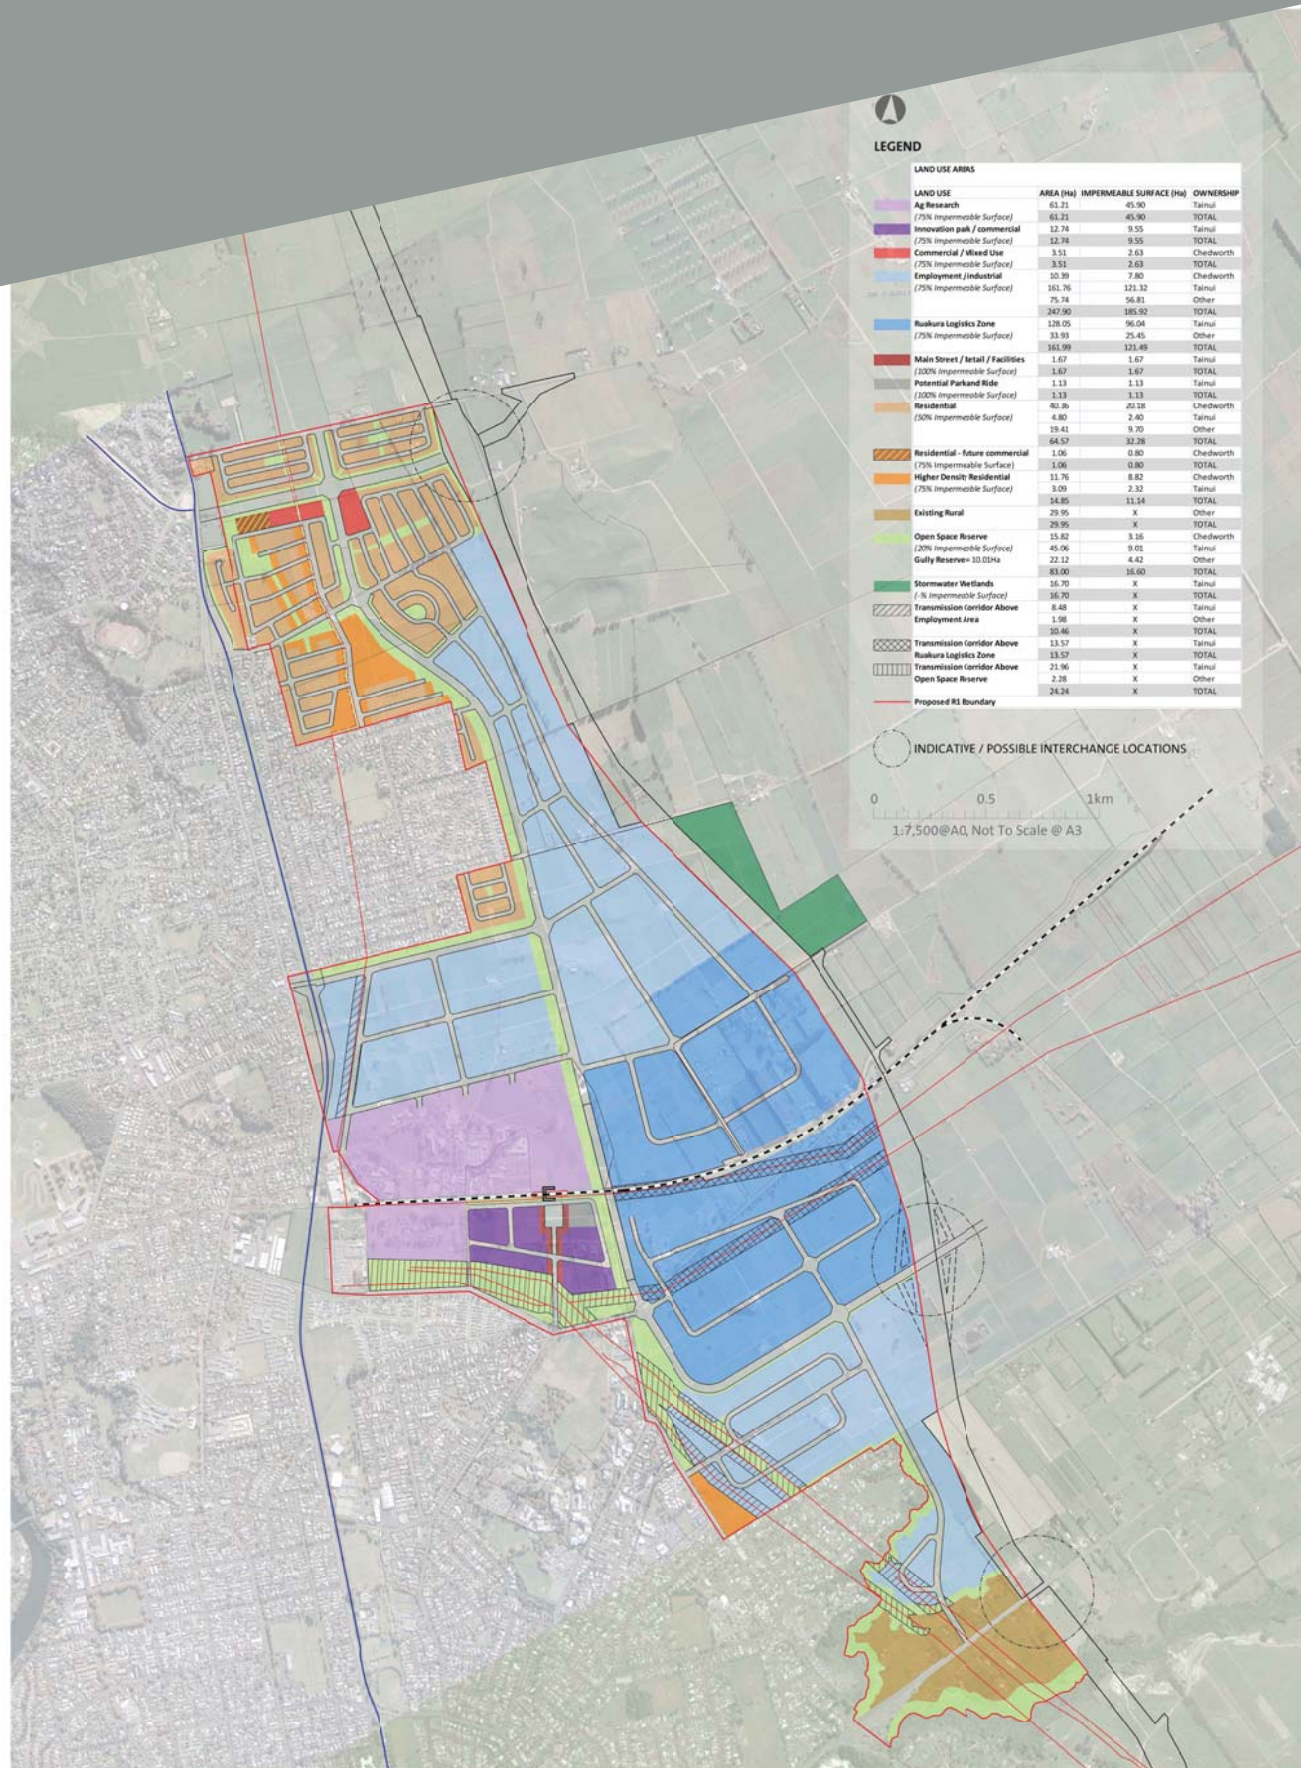 LEGEND
LAND USE AREAS
LAND USE AREA (Ha) IMPERMEABLE SURFACE (Ha) OWNERSHIP
Ag Research 61.21 45.90 Tainui
(75% Impermeable Surface) 61.21 45.90 TOTAL
Innovation pak / commercial 12.74 9.55 Tainui
(75% Impermeable Surface) 12.74 9.55 TOTAL
Commercial / Mixed Use 3.51 2.63 Chedworth
(75% Impermeable Surface) 3.51 2.63 TOTAL
Employment / industrial 10.39 7.80 Chedworth
(75% Impermeable Surface) 161.76 121.32 Tainui
75.74 56.81 Other
247.90 185.92 TOTAL
Ruakura Logistics Zone 128.05 96.04 Tainui
(75% Impermeable Surface) 33.93 25.45 Other
161.99 121.49 TOTAL
Main Street / retail / Facilities 1.67 1.67 Tainui
(100% Impermeable Surface) 1.67 1.67 TOTAL
Potential Parkand Ride 1.13 1.13 Tainui
(100% Impermeable Surface) 1.13 1.13 TOTAL
Residential 40.36 20.18 Chedworth
(50% Impermeable Surface) 4.80 2.40 Tainui
19.41 9.70 Other
64.57 32.28 TOTAL
Residential - future commercial 1.06 0.80 Chedworth
(75% Impermeable Surface) 1.06 0.80 TOTAL
Higher Density Residential 11.76 8.82 Chedworth
(75% Impermeable Surface) 3.09 2.32 Tainui
14.85 11.14 TOTAL
Existing Rural 29.95 X Other
29.95 X TOTAL
Open Space Reserve 15.82 3.16 Chedworth
(20% Impermeable Surface) 45.06 9.01 Tainui
Gully Reserve= 10.01Ha 22.12 4.42 Other
83.00 16.60 TOTAL
Stormwater Wetlands 16.70 X Tainui
(-% Impermeable Surface) 16.70 X TOTAL
Transmission Corridor Above 8.48 X Tainui
Employment Area 1.98 X Other
10.46 X TOTAL
Transmission Corridor Above 13.57 X Tainui
Ruakura Logistics Zone 13.57 X TOTAL
Transmission Corridor Above 21.96 X Tainui
Open Space Reserve 2.28 X Other
24.24 X TOTAL
Proposed R1 Boundary
INDICATIVE / POSSIBLE INTERCHANGE LOCATIONS
0 0.5 1km
1:7,500@A0, Not To Scale @ A3